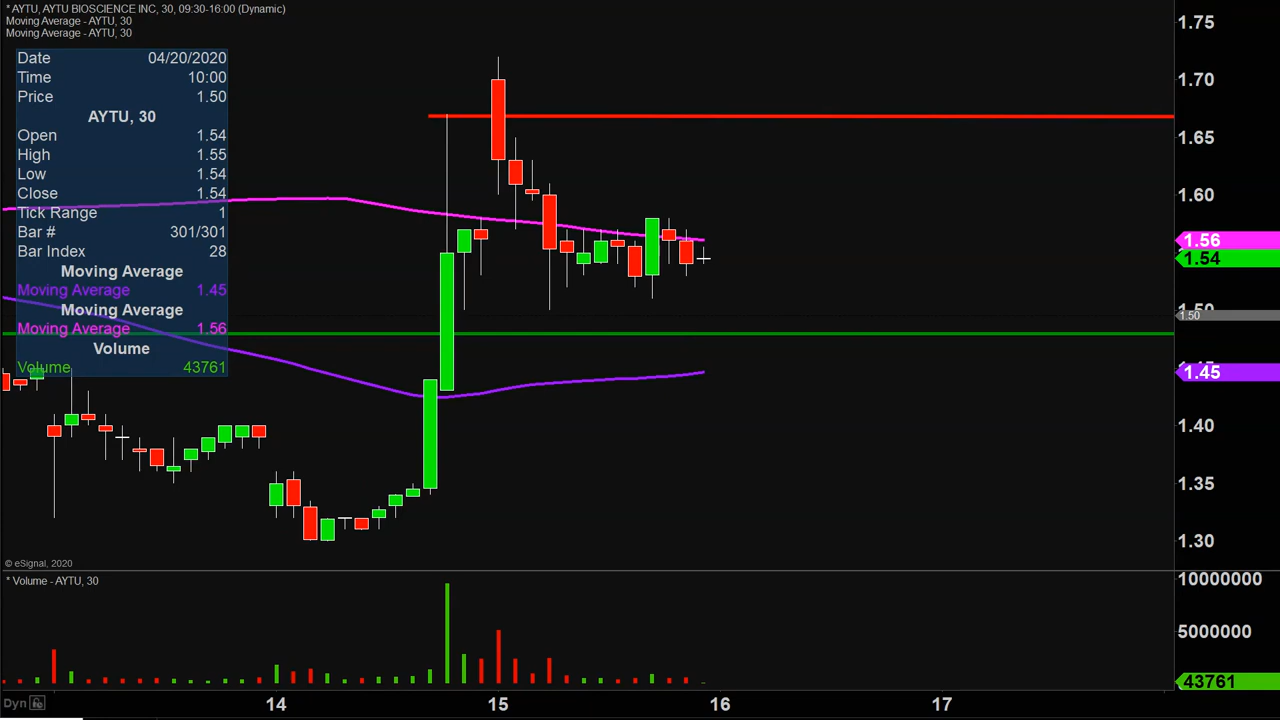 * AYTU, AYTU BIOSCIENCE INC, 30, 09:30-16:00 (Dynamic)
Moving Average - AYTU, 30
Moving Average - AYTU, 30
Date 04/20/2020
Time 10:00
Price 1.50
AYTU, 30
Open 1.54
High 1.55
Low 1.54
Close 1.54
Tick Range 1
Bar # 301/301
Bar Index 28
Moving Average
Moving Average 1.45
Moving Average
Moving Average 1.56
Volume
Volume 43761
1.75
1.70
1.65
1.60
1.56
1.54
1.50
1.50
1.45
1.40
1.35
1.30
© eSignal, 2020
* Volume - AYTU, 30
10000000
5000000
43761
Dyn
14
15
16
17